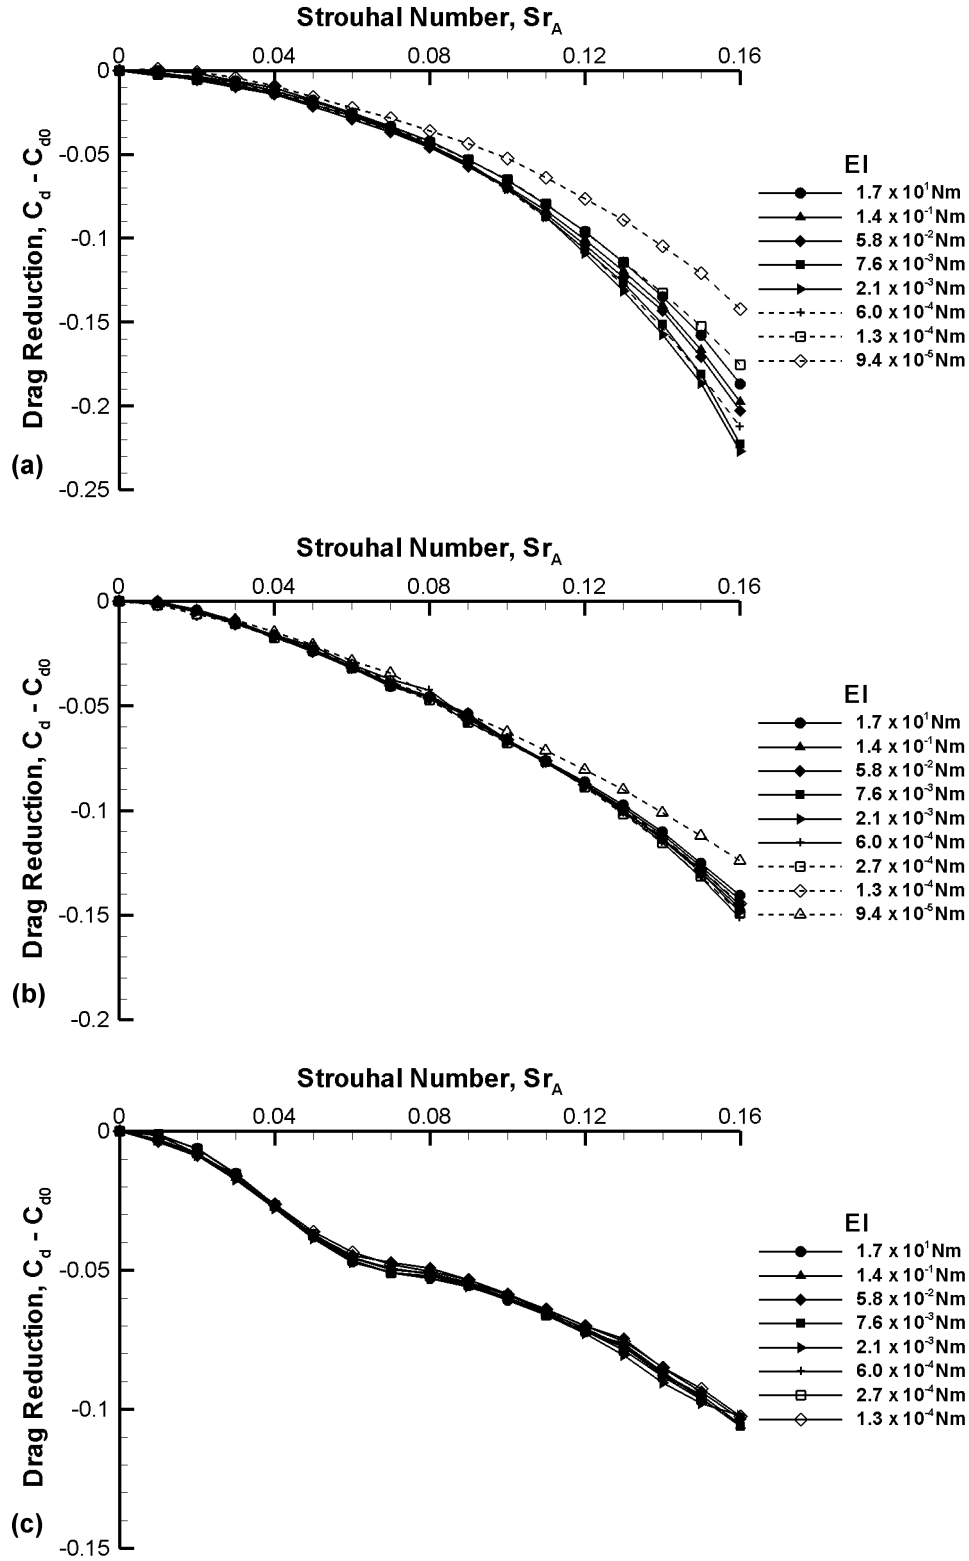 Strouhal Number, Sr_A
0 0.04 0.08 0.12 0.16
0
-0.05
-0.1
-0.15
-0.2
-0.25
Drag Reduction, C_d - C_d0
(a)
EI
1.7 x 10^1 Nm
1.4 x 10^-1 Nm
5.8 x 10^-2 Nm
7.6 x 10^-3 Nm
2.1 x 10^-3 Nm
6.0 x 10^-4 Nm
1.3 x 10^-4 Nm
9.4 x 10^-5 Nm
Strouhal Number, Sr_A
0 0.04 0.08 0.12 0.16
0
-0.05
-0.1
-0.15
-0.2
Drag Reduction, C_d - C_d0
(b)
EI
1.7 x 10^1 Nm
1.4 x 10^-1 Nm
5.8 x 10^-2 Nm
7.6 x 10^-3 Nm
2.1 x 10^-3 Nm
6.0 x 10^-4 Nm
2.7 x 10^-4 Nm
1.3 x 10^-4 Nm
9.4 x 10^-5 Nm
Strouhal Number, Sr_A
0 0.04 0.08 0.12 0.16
0
-0.05
-0.1
-0.15
Drag Reduction, C_d - C_d0
(c)
EI
1.7 x 10^1 Nm
1.4 x 10^-1 Nm
5.8 x 10^-2 Nm
7.6 x 10^-3 Nm
2.1 x 10^-3 Nm
6.0 x 10^-4 Nm
2.7 x 10^-4 Nm
1.3 x 10^-4 Nm